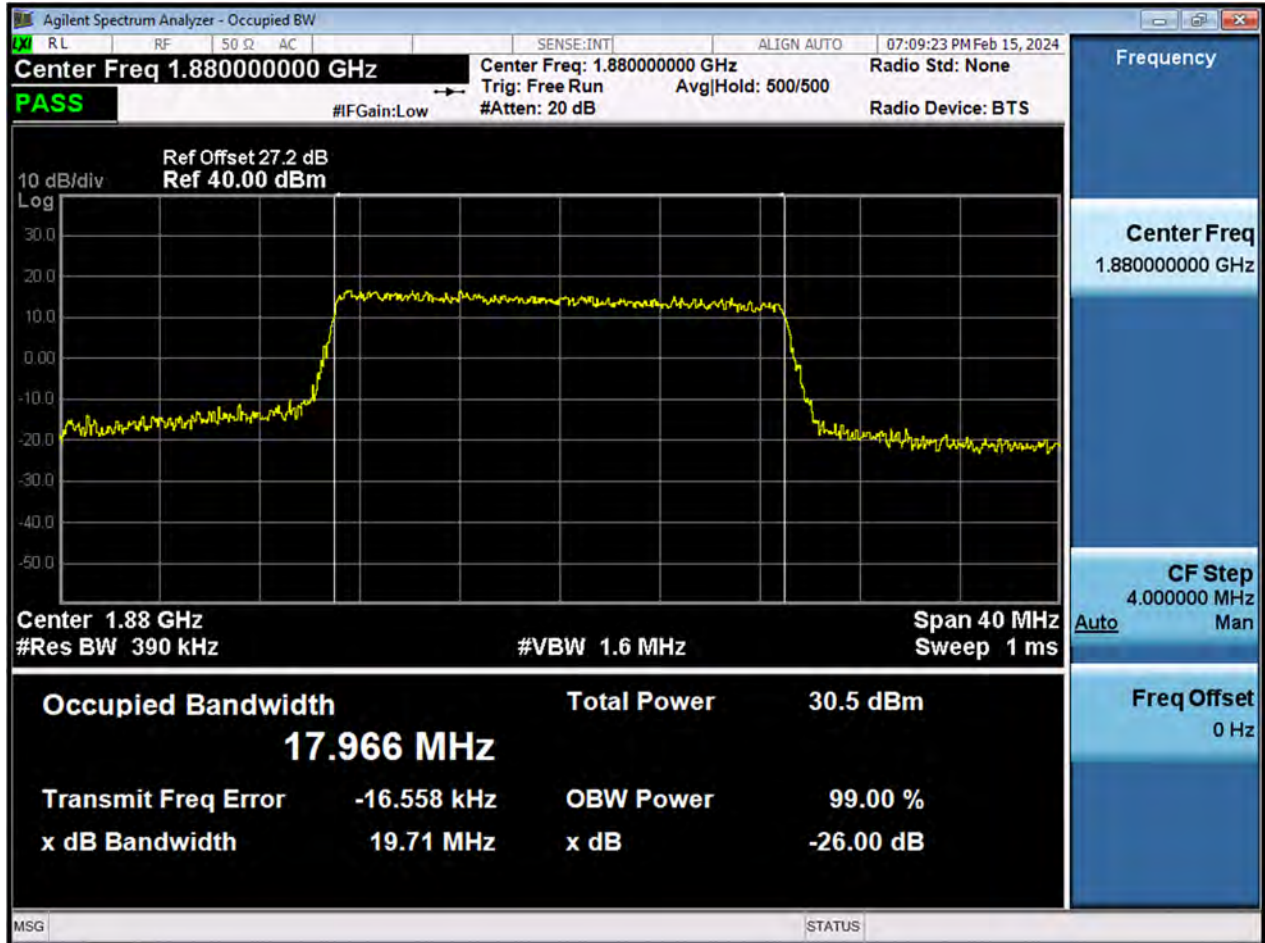 Agilent Spectrum Analyzer - Occupied BW
LXI RL RF 50 Ω AC SENSE:INT ALIGN AUTO 07:09:23 PM Feb 15, 2024
Center Freq 1.880000000 GHz Center Freq: 1.880000000 GHz Radio Std: None
Trig: Free Run Avg|Hold: 500/500
PASS #IFGain:Low #Atten: 20 dB Radio Device: BTS
Ref Offset 27.2 dB
10 dB/div Ref 40.00 dBm
Log
30.0
20.0
10.0
0.00
-10.0
-20.0
-30.0
-40.0
-50.0
Center 1.88 GHz Span 40 MHz
#Res BW 390 kHz #VBW 1.6 MHz Sweep 1 ms
Occupied Bandwidth Total Power 30.5 dBm
17.966 MHz
Transmit Freq Error -16.558 kHz OBW Power 99.00 %
x dB Bandwidth 19.71 MHz x dB -26.00 dB
MSG STATUS
Frequency
Center Freq
1.880000000 GHz
CF Step
4.000000 MHz
Auto Man
Freq Offset
0 Hz